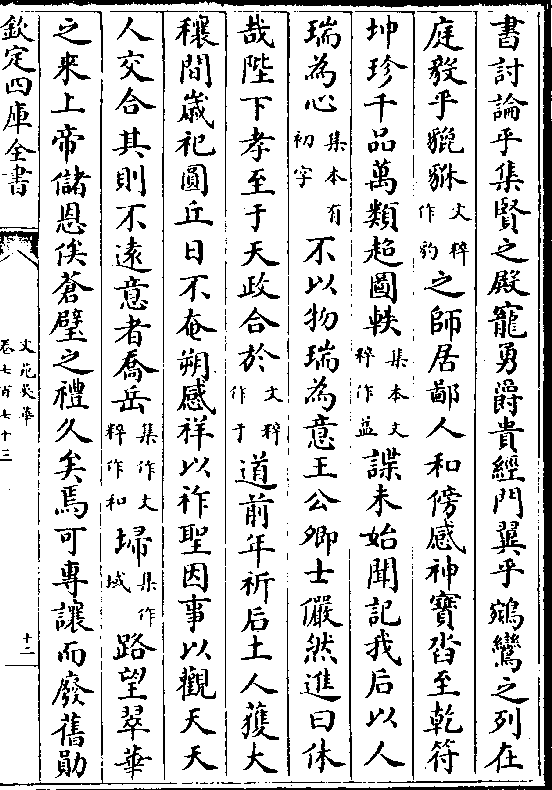 書討論乎集賢之殿寵勇爵貴經門翼乎鵷鸞之列在
庭毅乎貔貅文粹作豹之師居鄙人和傍感神寶沓至乾符
坤珍千品萬類超圖軼集本文粹作益諜未始聞記我后以人
瑞為心集本有初字不以物瑞為意王公卿士儼然進曰休
哉陛下孝至于天政合於文粹作于道前年祈后土人獲大
穰間歲祀圓丘日不奄朔感祥以祚聖因事以觀天天
人交合其則不遠意者喬岳集作文粹作和埽集作域路望翠華
之來上帝儲恩俟蒼璧之禮久矣焉可專讓而廢舊勛
欽定四庫全書
文苑英華
卷七百七十三
十二